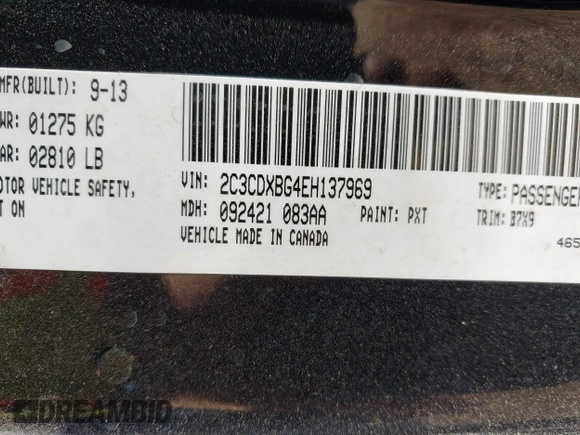 MFR(BUILT): 9-13
WR: 01275 KG
AR: 02810 LB
OTOR VEHICLE SAFETY,
T ON
VIN: 2C3CDXBG4EH137969
MDH: 092421 083AA PAINT: PXT
VEHICLE MADE IN CANADA
TYPE: PASSENGER
TRIM: B7X9
465
DREAMBID